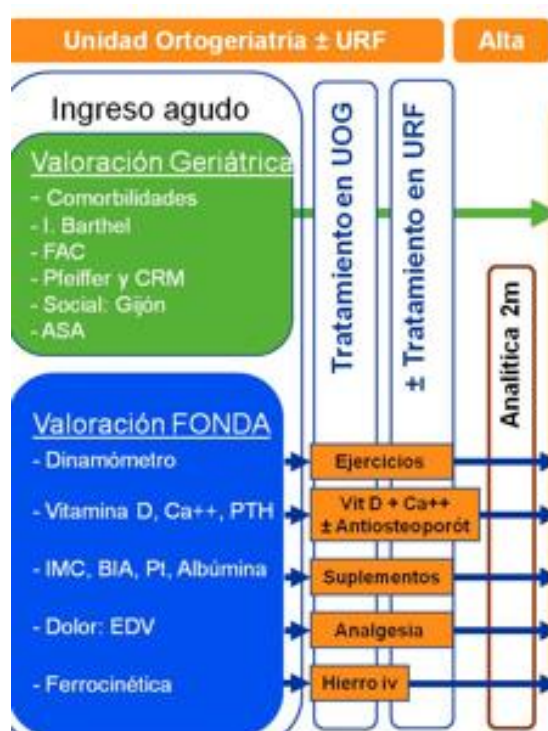 Unidad Ortogeriatria ± URF
Alta
Ingreso agudo
Valoración Geriátrica
- Comorbilidades
- I. Barthel
- FAC
- Pfeiffer y CRM
- Social: Gijón
- ASA
Valoración FONDA
- Dinamómetro
- Vitamina D, Ca++, PTH
- IMC, BIA, Pt, Albúmina
- Dolor: EDV
- Ferrocinética
Tratamiento en UOG
± Tratamiento en URF
Ejercicios
Vit D + Ca++
± Antiosteoporót
Suplementos
Analgesia
Hierro iv
Analítica 2m